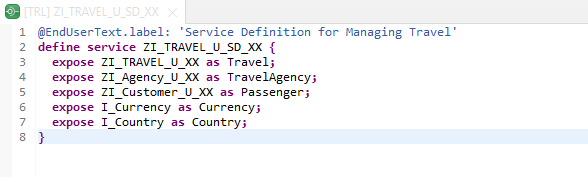 [TRL] ZI_TRAVEL_U_SD_XX
1 @EndUserText.label: 'Service Definition for Managing Travel'
2 define service ZI_TRAVEL_U_SD_XX {
3 expose ZI_TRAVEL_U_XX as Travel;
4 expose ZI_Agency_U_XX as TravelAgency;
5 expose ZI_Customer_U_XX as Passenger;
6 expose I_Currency as Currency;
7 expose I_Country as Country;
8 }